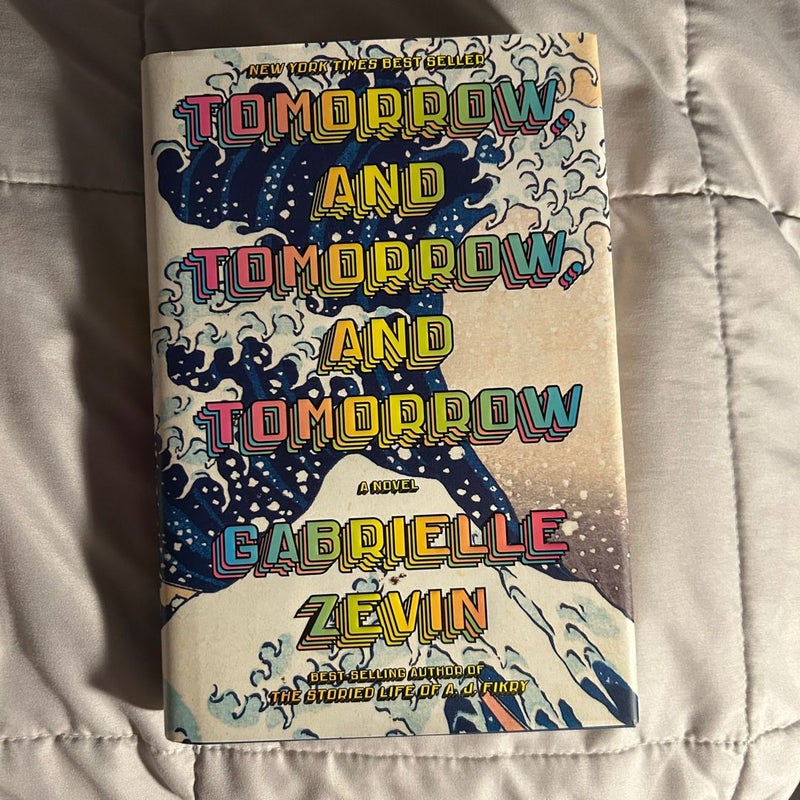 NEW YORK TIMES BEST SELLER
TOMORROW,
AND
TOMORROW,
AND
TOMORROW
A NOVEL
GABRIELLE
ZEVIN
BEST-SELLING AUTHOR OF
THE STORIED LIFE OF A. J. FIKRY